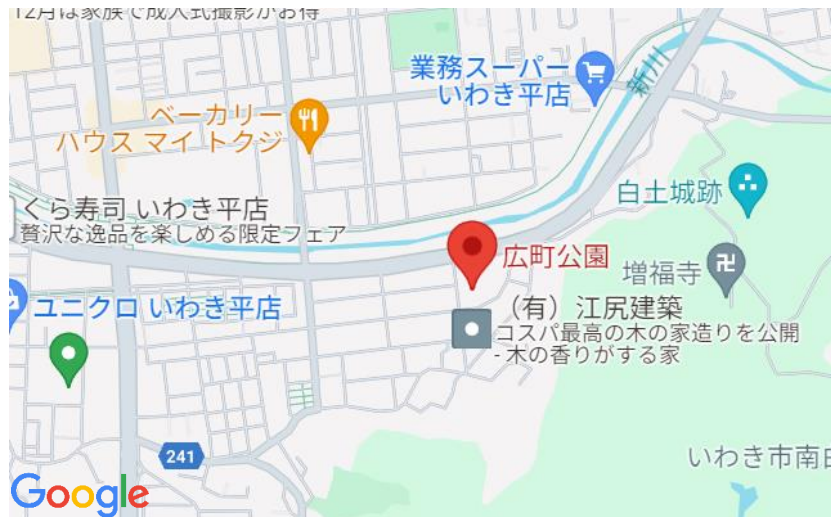 12月は家族で成人式撮影がお得
業務スーパー
いわき平店
新川
ベーカリー
ハウス マイ トクジ
白土城跡
くら寿司 いわき平店
贅沢な逸品を楽しめる限定フェア
広町公園
増福寺
ユニクロ いわき平店
（有）江尻建築
コスパ最高の木の家造りを公開
- 木の香りがする家
241
いわき市南白
Google